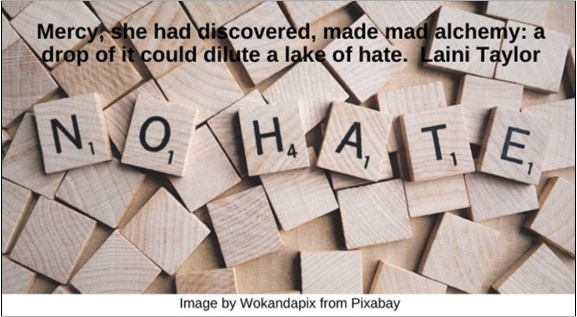 Mercy, she had discovered, made mad alchemy: a
drop of it could dilute a lake of hate. Laini Taylor
N1 O1 H4 A1 T1 E1
Image by Wokandapix from Pixabay